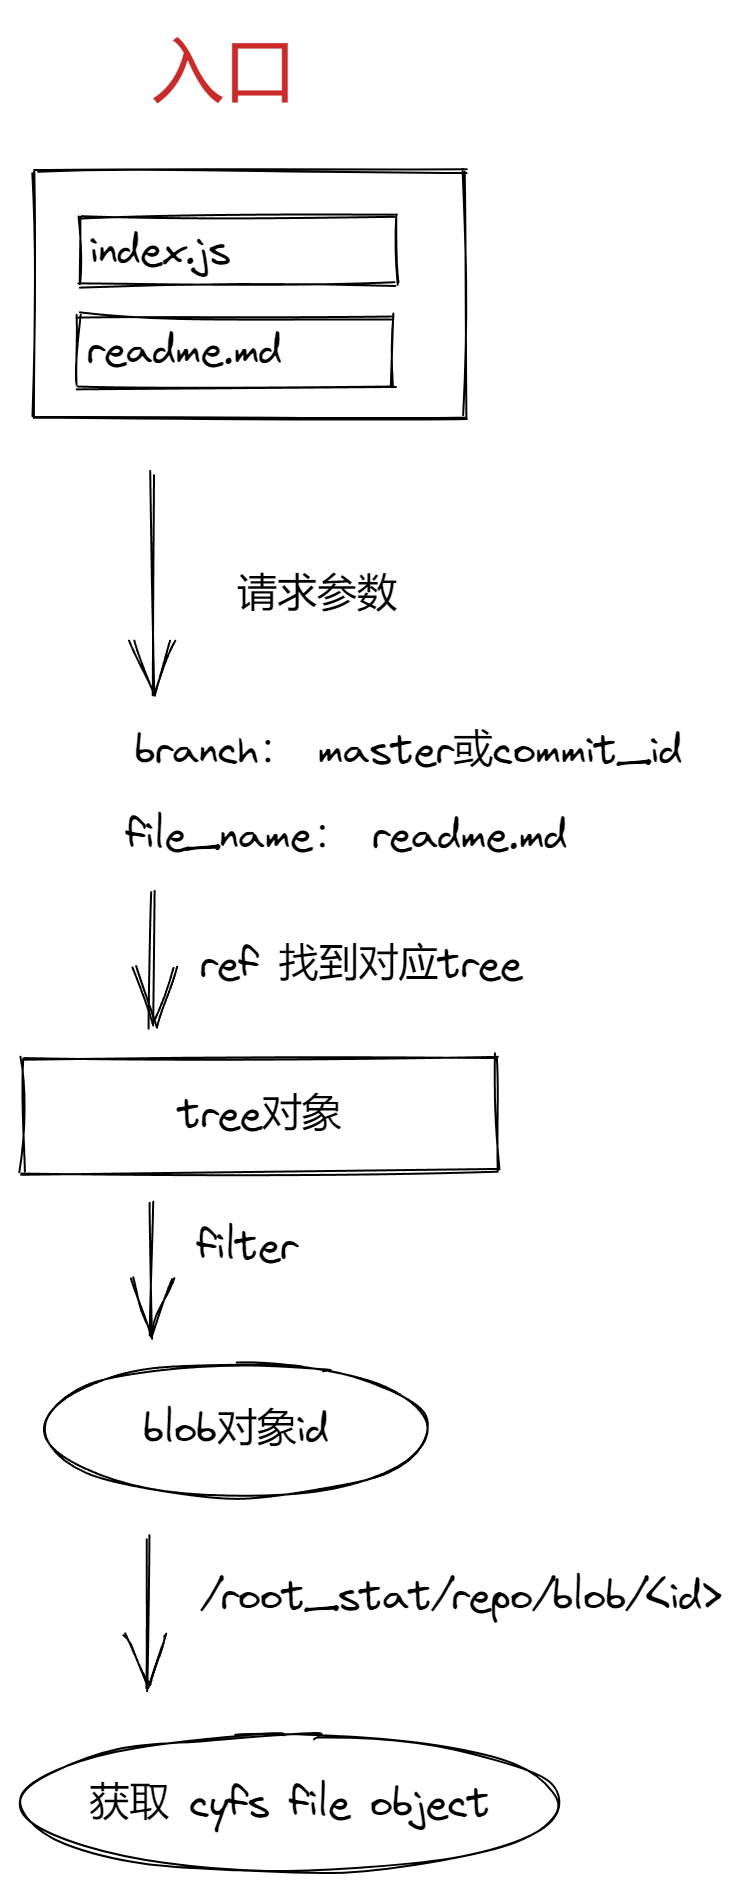 入口
index.js
readme.md
请求参数
branch： master或commit_id
file_name： readme.md
ref 找到对应tree
tree对象
filter
blob对象id
/root_stat/repo/blob/<id>
获取 cyfs file object